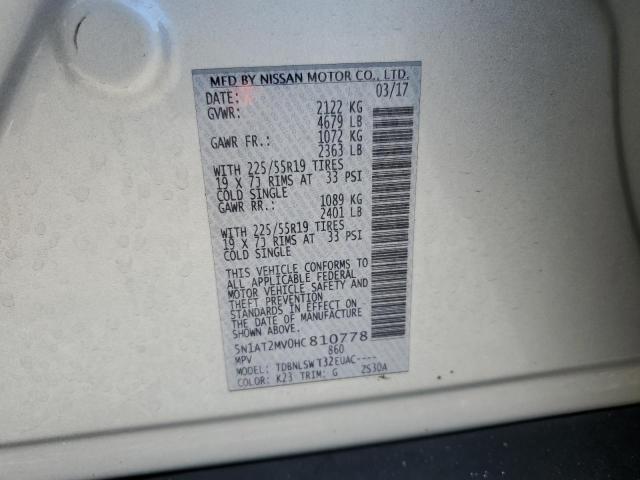 MFD BY NISSAN MOTOR CO., LTD.
DATE: 03/17
GVWR: 2122 KG
4679 LB
GAWR FR.: 1072 KG
2363 LB
WITH 225/55R19 TIRES
19 X 7J RIMS AT 33 PSI
COLD SINGLE
GAWR RR.: 1089 KG
2401 LB
WITH 225/55R19 TIRES
19 X 7J RIMS AT 33 PSI
COLD SINGLE
THIS VEHICLE CONFORMS TO
ALL APPLICABLE FEDERAL
MOTOR VEHICLE SAFETY AND
THEFT PREVENTION
STANDARDS IN EFFECT ON
THE DATE OF MANUFACTURE
SHOWN ABOVE.
5N1AT2MV0HC810778
MPV 860
MODEL: TDBNLSW T32EUAC----
COLOR: K23 TRIM: G 2S30A